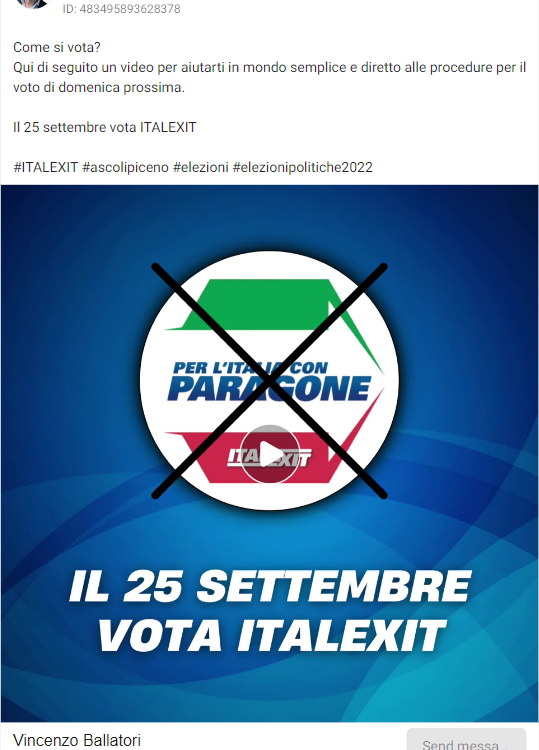 ID: 483495893628378
Come si vota?
Qui di seguito un video per aiutarti in mondo semplice e diretto alle procedure per il
voto di domenica prossima.
Il 25 settembre vota ITALEXIT
#ITALEXIT #ascolipiceno #elezioni #elezionipolitiche2022
PER L'ITALIA CON
PARAGONE
ITALEXIT
IL 25 SETTEMBRE
VOTA ITALEXIT
Vincenzo Ballatori
Send messa...